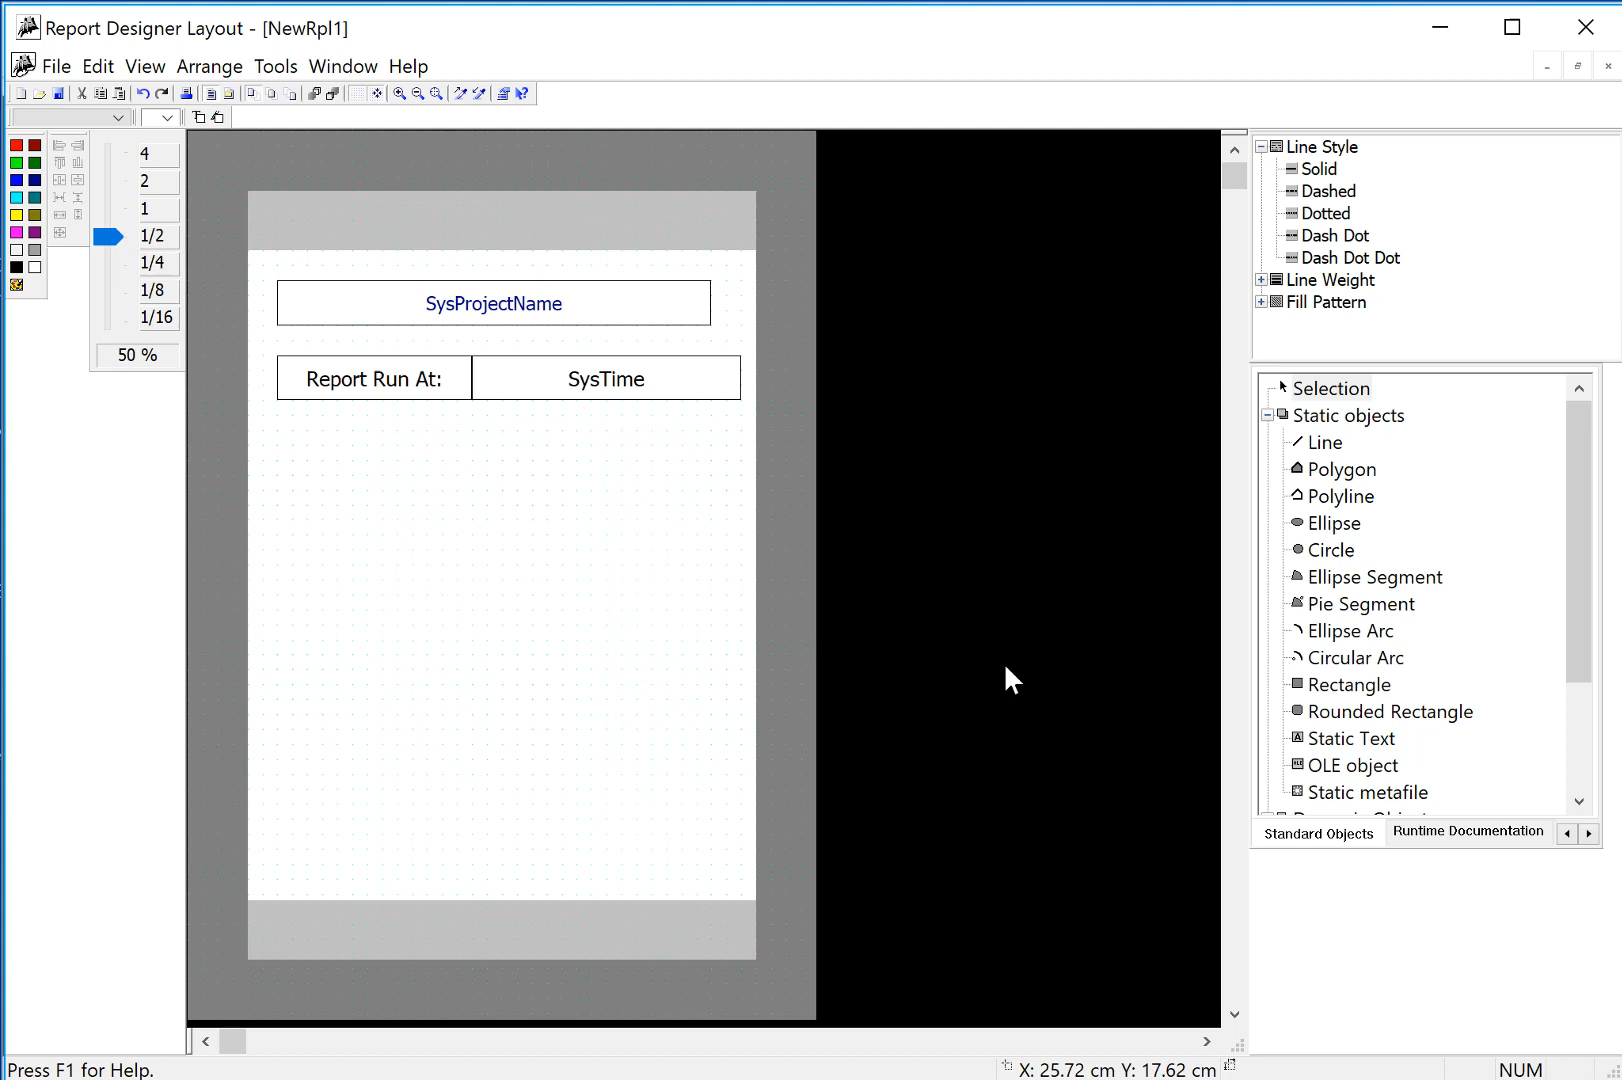 Report Designer Layout - [NewRpl1]
File Edit View Arrange Tools Window Help
4
2
1
1/2
1/4
1/8
1/16
50 %
SysProjectName
Report Run At: SysTime
Line Style
Solid
Dashed
Dotted
Dash Dot
Dash Dot Dot
Line Weight
Fill Pattern
Selection
Static objects
Line
Polygon
Polyline
Ellipse
Circle
Ellipse Segment
Pie Segment
Ellipse Arc
Circular Arc
Rectangle
Rounded Rectangle
Static Text
OLE object
Static metafile
Standard Objects Runtime Documentation
Press F1 for Help. X: 25.72 cm Y: 17.62 cm NUM